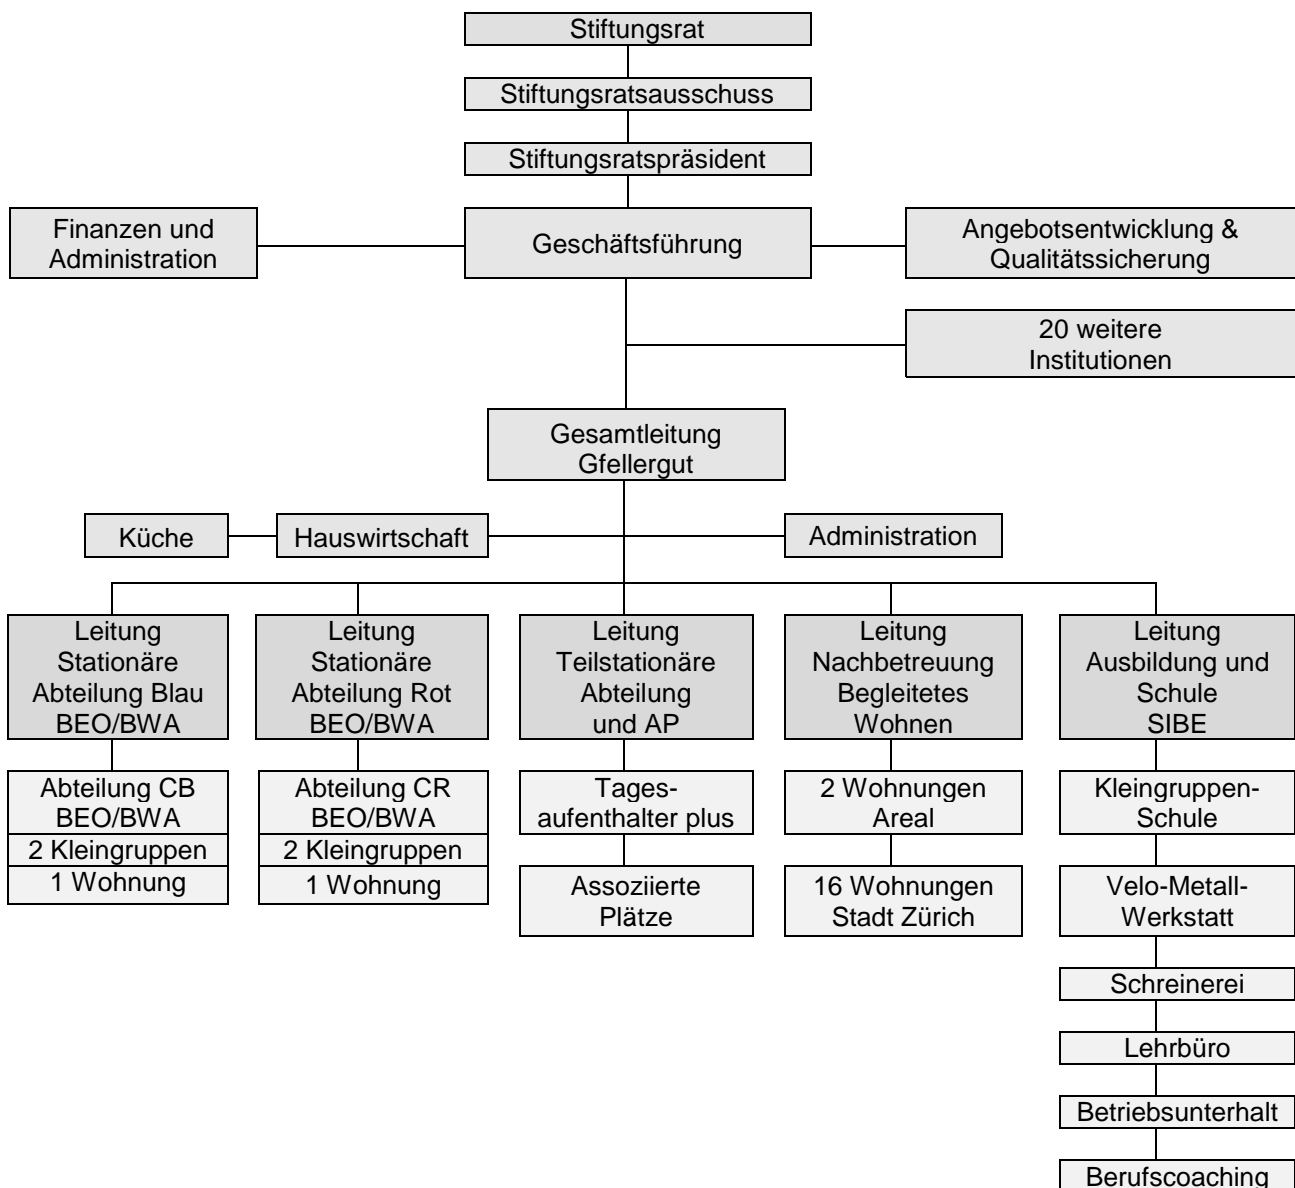 Stiftungsrat
Stiftungsratsausschuss
Stiftungsratspräsident
Finanzen und
Administration
Geschäftsführung
Angebotsentwicklung &
Qualitätssicherung
20 weitere
Institutionen
Gesamtleitung
Gfellergut
Küche
Hauswirtschaft
Administration
Leitung
Stationäre
Abteilung Blau
BEO/BWA
Leitung
Stationäre
Abteilung Rot
BEO/BWA
Leitung
Teilstationäre
Abteilung
und AP
Leitung
Nachbetreuung
Begleitetes
Wohnen
Leitung
Ausbildung und
Schule
SIBE
Abteilung CB
BEO/BWA
2 Kleingruppen
1 Wohnung
Abteilung CR
BEO/BWA
2 Kleingruppen
1 Wohnung
Tages-
aufenthalter plus
Assoziierte
Plätze
2 Wohnungen
Areal
16 Wohnungen
Stadt Zürich
Kleingruppen-
Schule
Velo-Metall-
Werkstatt
Schreinerei
Lehrbüro
Betriebsunterhalt
Berufscoaching